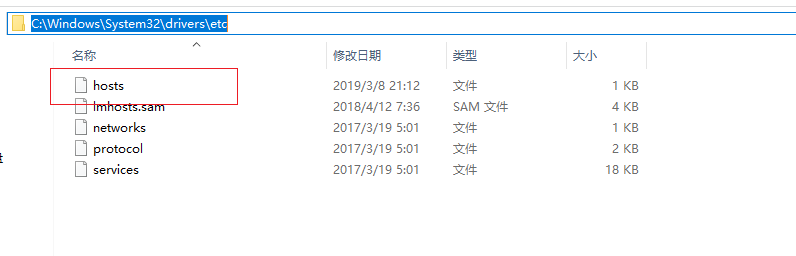 C:\Windows\System32\drivers\etc
名称 修改日期 类型 大小
hosts 2019/3/8 21:12 文件 1 KB
lmhosts.sam 2018/4/12 7:36 SAM 文件 4 KB
networks 2017/3/19 5:01 文件 1 KB
protocol 2017/3/19 5:01 文件 2 KB
services 2017/3/19 5:01 文件 18 KB